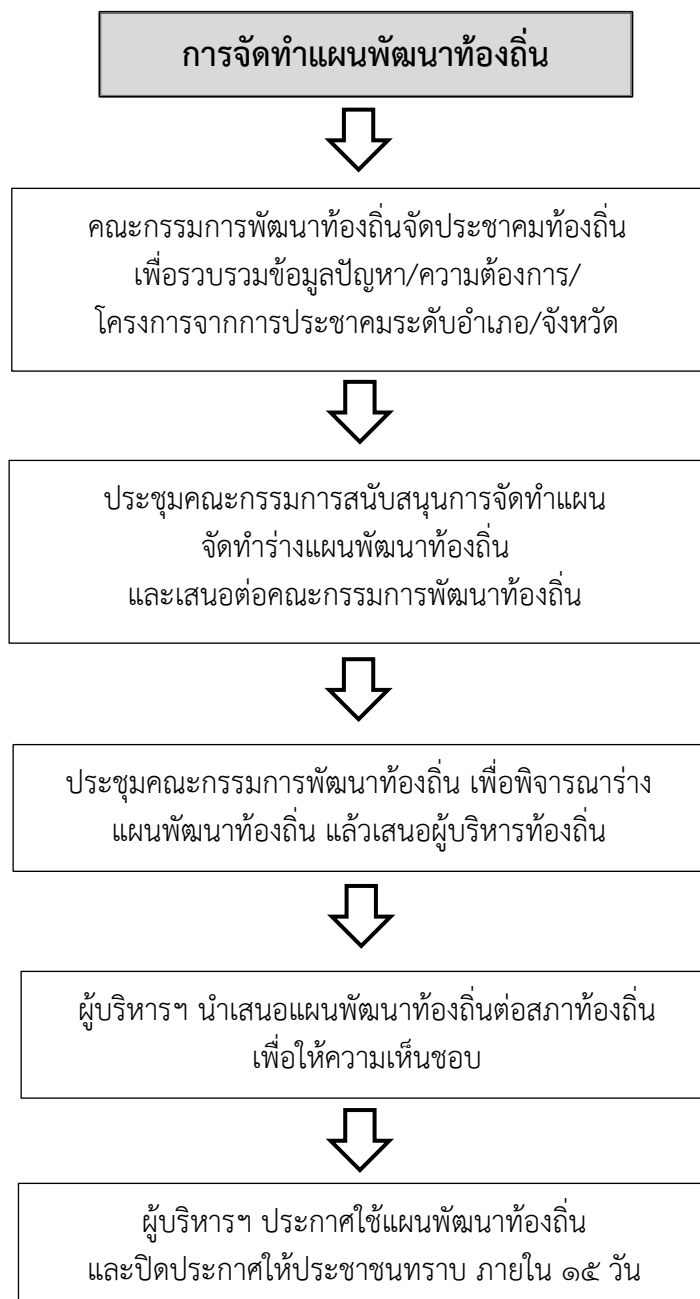 การจัดทำแผนพัฒนาท้องถิ่น
คณะกรรมการพัฒนาท้องถิ่นจัดประชาคมท้องถิ่น
เพื่อรวบรวมข้อมูลปัญหา/ความต้องการ/
โครงการจากการประชาคมระดับอำเภอ/จังหวัด
ประชุมคณะกรรมการสนับสนุนการจัดทำแผน
จัดทำร่างแผนพัฒนาท้องถิ่น
และเสนอต่อคณะกรรมการพัฒนาท้องถิ่น
ประชุมคณะกรรมการพัฒนาท้องถิ่น เพื่อพิจารณาร่าง
แผนพัฒนาท้องถิ่น แล้วเสนอผู้บริหารท้องถิ่น
ผู้บริหารฯ นำเสนอแผนพัฒนาท้องถิ่นต่อสภาท้องถิ่น
เพื่อให้ความเห็นชอบ
ผู้บริหารฯ ประกาศใช้แผนพัฒนาท้องถิ่น
และปิดประกาศให้ประชาชนทราบ ภายใน ๑๕ วัน